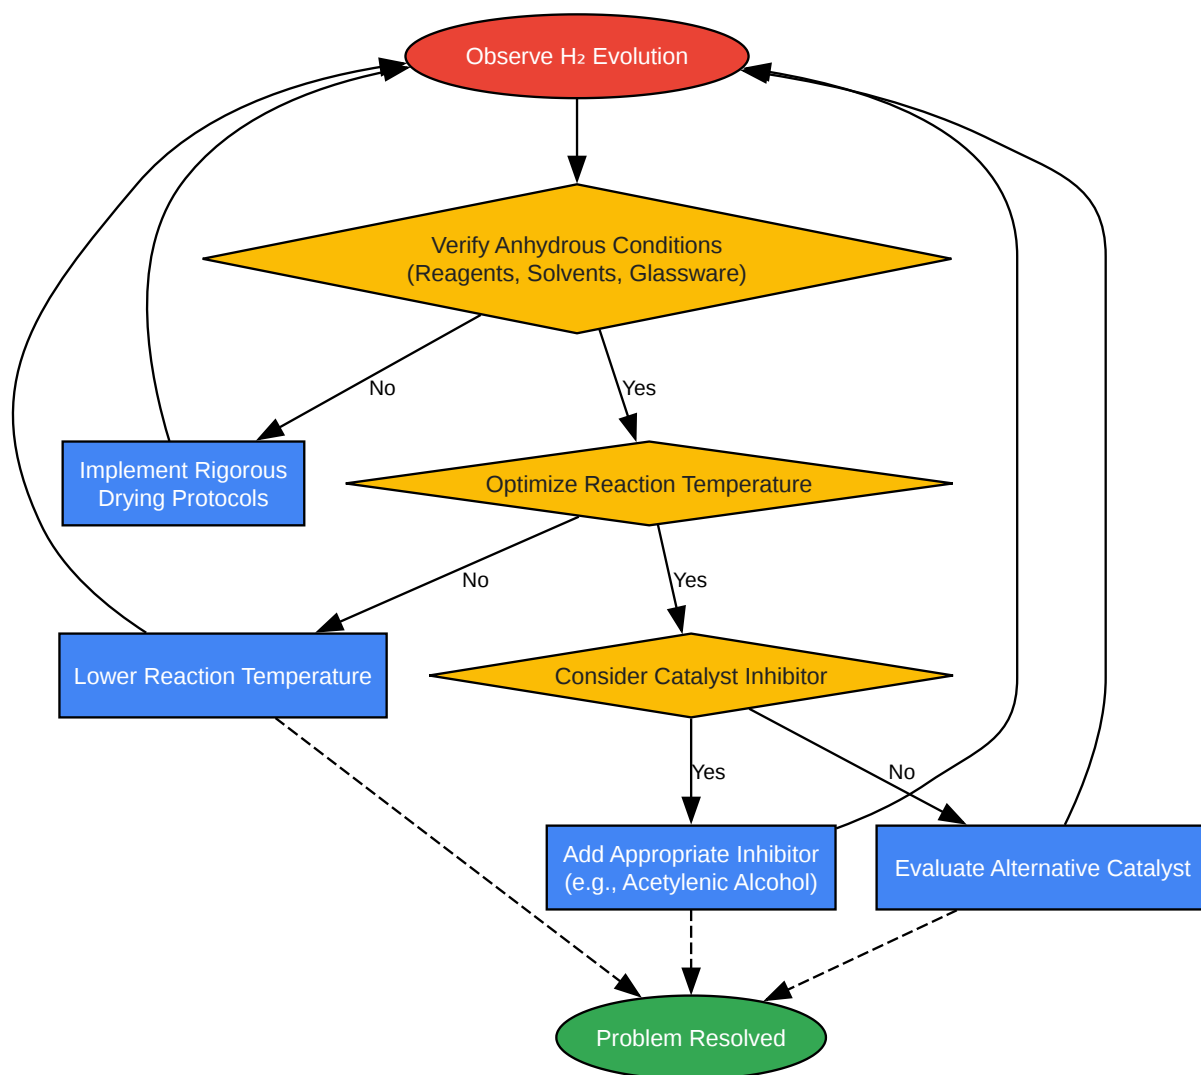 Observe H₂ Evolution
Verify Anhydrous Conditions
(Reagents, Solvents, Glassware)
No
Yes
Implement Rigorous
Drying Protocols
Optimize Reaction Temperature
No
Yes
Lower Reaction Temperature
Consider Catalyst Inhibitor
Yes
No
Add Appropriate Inhibitor
(e.g., Acetylenic Alcohol)
Evaluate Alternative Catalyst
Problem Resolved